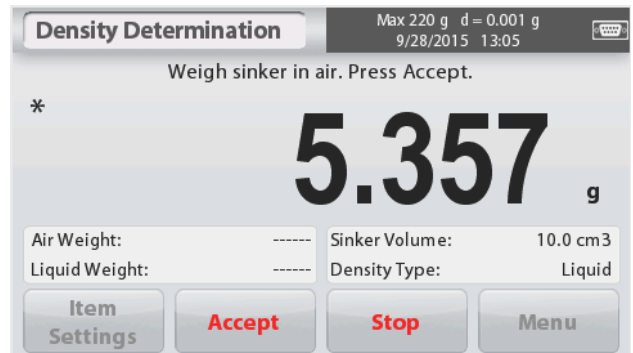 Density Determination
Max 220 g d = 0.001 g
9/28/2015 13:05
Weigh sinker in air. Press Accept.
*
5.357 g
Air Weight: ------ Sinker Volume: 10.0 cm3
Liquid Weight: ------ Density Type: Liquid
Item Settings Accept Stop Menu